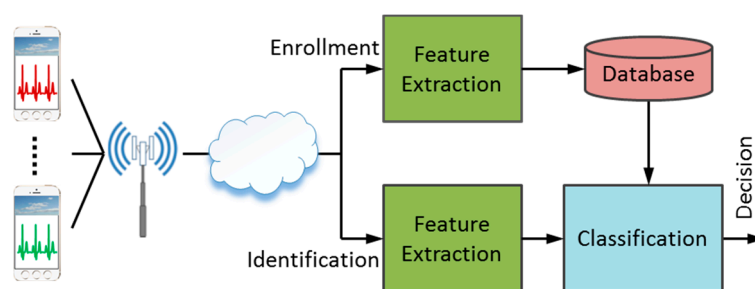 Enrollment
Feature
Extraction
Database
Identification
Feature
Extraction
Classification
Decision